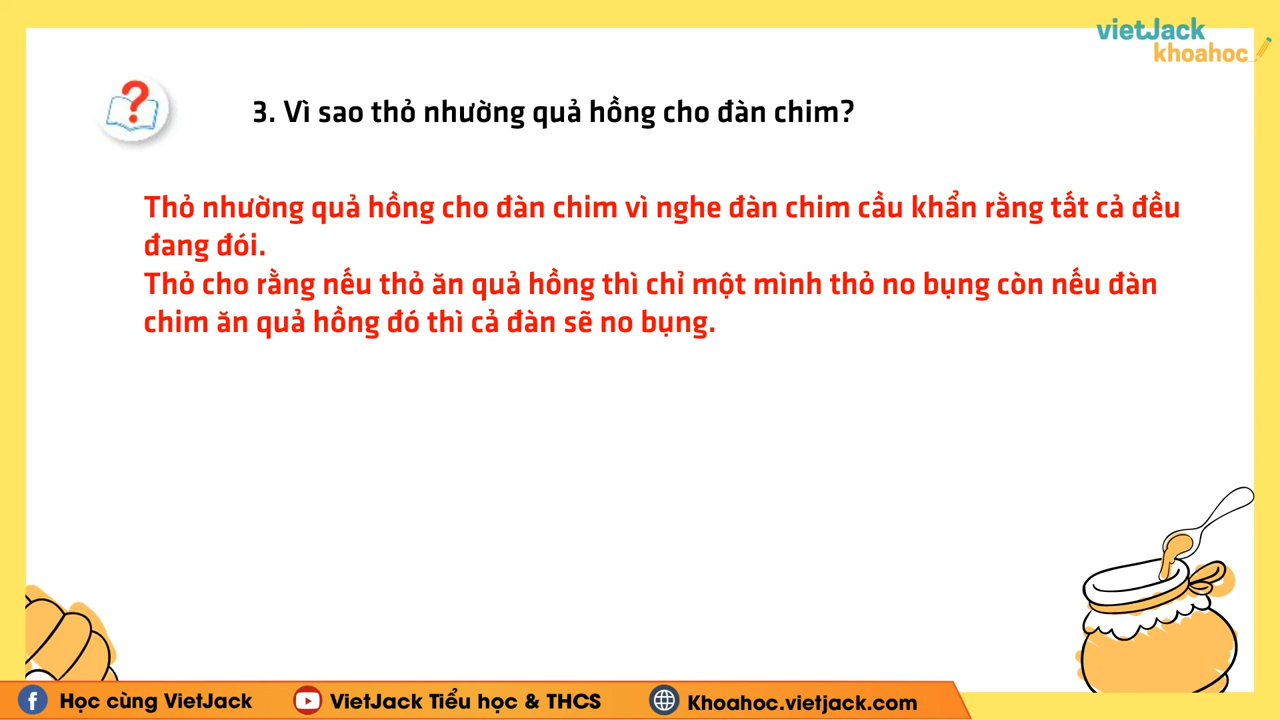 vietJack
khoahoc
?
3. Vì sao thỏ nhường quả hồng cho đàn chim?
Thỏ nhường quả hồng cho đàn chim vì nghe đàn chim cầu khẩn rằng tất cả đều
đang đói.
Thỏ cho rằng nếu thỏ ăn quả hồng thì chỉ một mình thỏ no bụng còn nếu đàn
chim ăn quả hồng đó thì cả đàn sẽ no bụng.
Học cùng VietJack
VietJack Tiểu học & THCS
Khoahoc.vietjack.com